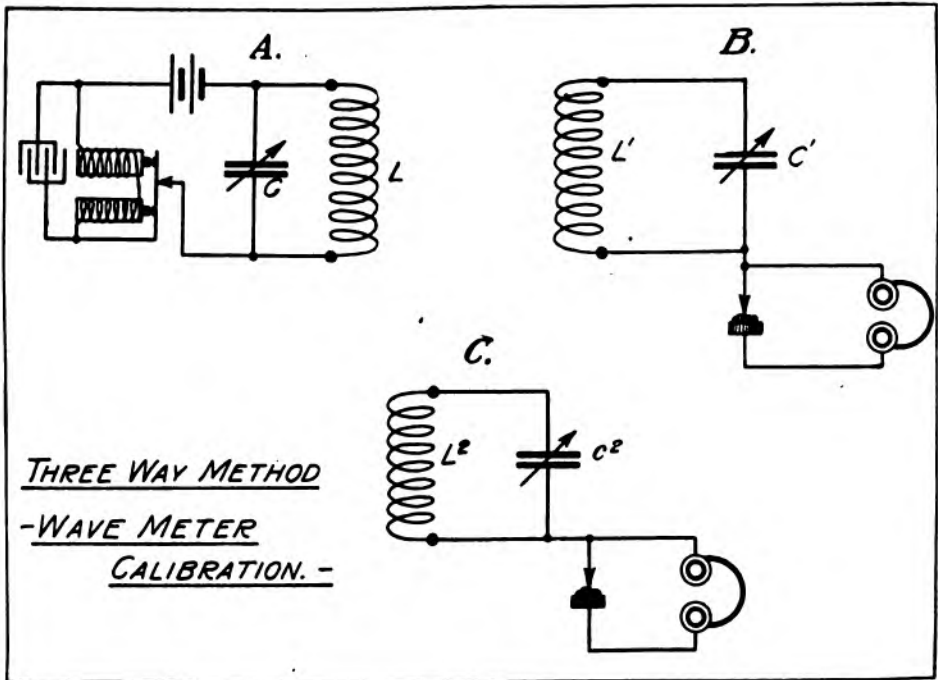 A.
C
L
B.
L'
C'
C.
L²
C²
THREE WAY METHOD
-WAVE METER
CALIBRATION.-